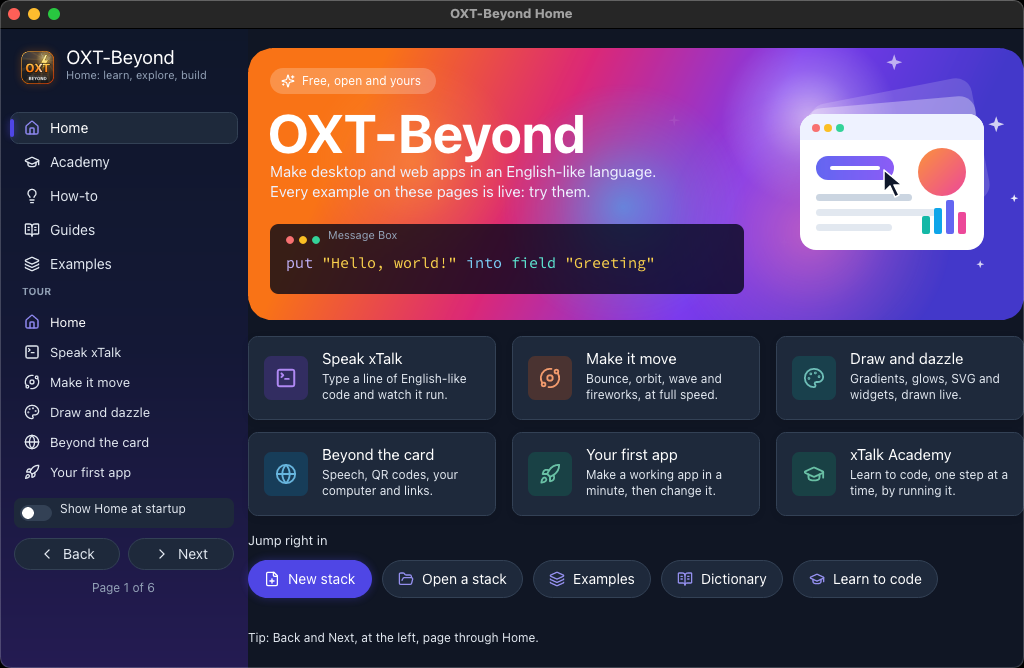 OXT-Beyond Home
OXT
BEYOND
OXT-Beyond
Home: learn, explore, build
Home
Academy
How-to
Guides
Examples
TOUR
Home
Speak xTalk
Make it move
Draw and dazzle
Beyond the card
Your first app
Show Home at startup
Back
Next
Page 1 of 6
Free, open and yours
OXT-Beyond
Make desktop and web apps in an English-like language.
Every example on these pages is live: try them.
Message Box
put "Hello, world!" into field "Greeting"
Speak xTalk
Type a line of English-like
code and watch it run.
Make it move
Bounce, orbit, wave and
fireworks, at full speed.
Draw and dazzle
Gradients, glows, SVG and
widgets, drawn live.
Beyond the card
Speech, QR codes, your
computer and links.
Your first app
Make a working app in a
minute, then change it.
xTalk Academy
Learn to code, one step at a
time, by running it.
Jump right in
New stack
Open a stack
Examples
Dictionary
Learn to code
Tip: Back and Next, at the left, page through Home.